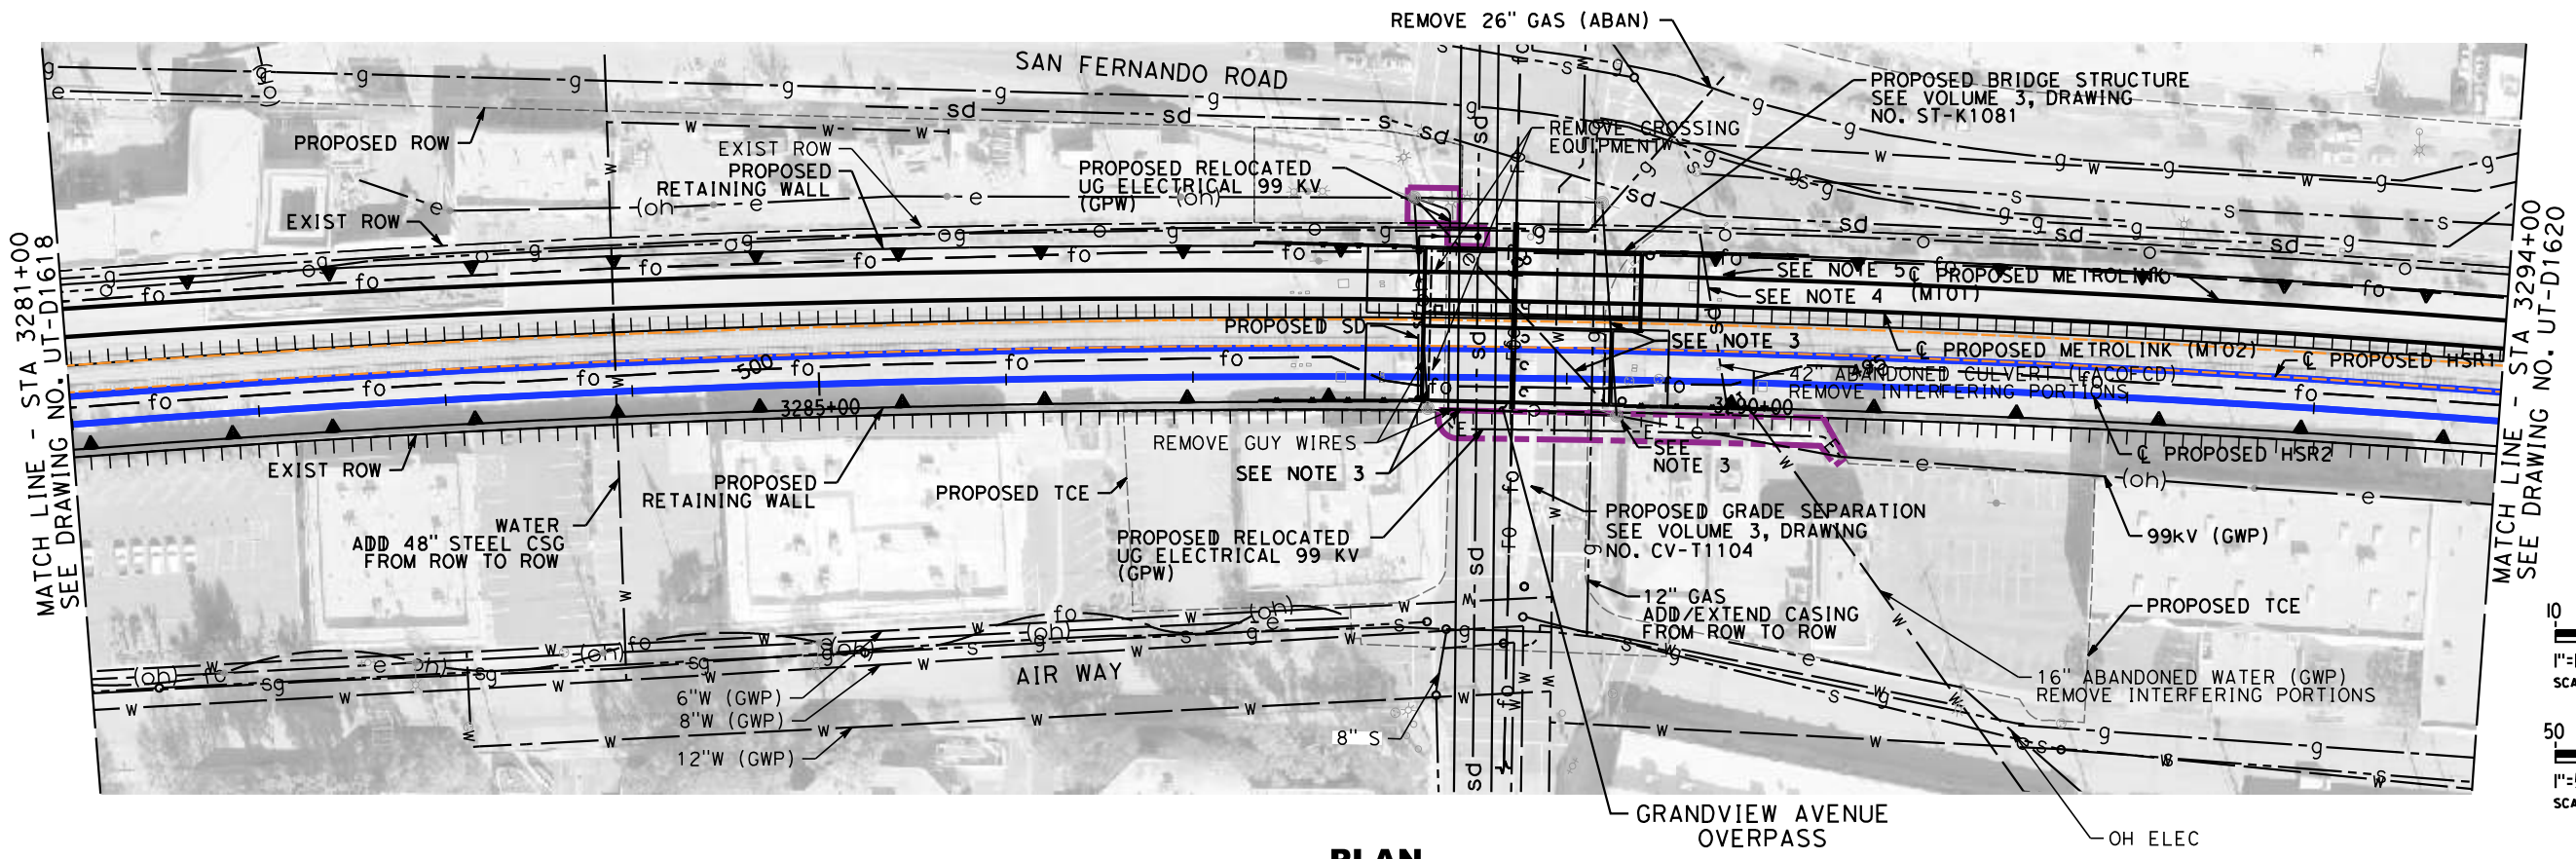 REMOVE 26" GAS (ABAN)
SAN FERNANDO ROAD
PROPOSED BRIDGE STRUCTURE
SEE VOLUME 3, DRAWING
NO. ST-K1081
PROPOSED ROW
EXIST ROW
REMOVE CROSSING
EQUIPMENT
PROPOSED
RETAINING WALL
PROPOSED RELOCATED
UG ELECTRICAL 99 KV
(GPW)
EXIST ROW
MATCH LINE - STA 3281+00
SEE DRAWING NO. UT-D1618
MATCH LINE - STA 3294+00
SEE DRAWING NO. UT-D1620
SEE NOTE 5
℄ PROPOSED METROLINK
(MT01)
SEE NOTE 4
PROPOSED SD
SEE NOTE 3
℄ PROPOSED METROLINK (MT02)
℄ PROPOSED HSR1
500
495
42" ABANDONED CULVERT (LACOFCD)
REMOVE INTERFERING PORTIONS
3285+00
3290+00
REMOVE GUY WIRES
SEE NOTE 3
SEE
NOTE 3
℄ PROPOSED HSR2
EXIST ROW
PROPOSED
RETAINING WALL
PROPOSED TCE
WATER
ADD 48" STEEL CSG
FROM ROW TO ROW
PROPOSED RELOCATED
UG ELECTRICAL 99 KV
(GPW)
PROPOSED GRADE SEPARATION
SEE VOLUME 3, DRAWING
NO. CV-T1104
99kV (GWP)
12" GAS
ADD/EXTEND CASING
FROM ROW TO ROW
PROPOSED TCE
AIR WAY
6"W (GWP)
8"W (GWP)
12"W (GWP)
8" S
16" ABANDONED WATER (GWP)
REMOVE INTERFERING PORTIONS
GRANDVIEW AVENUE
OVERPASS
OH ELEC
10
50
PLAN